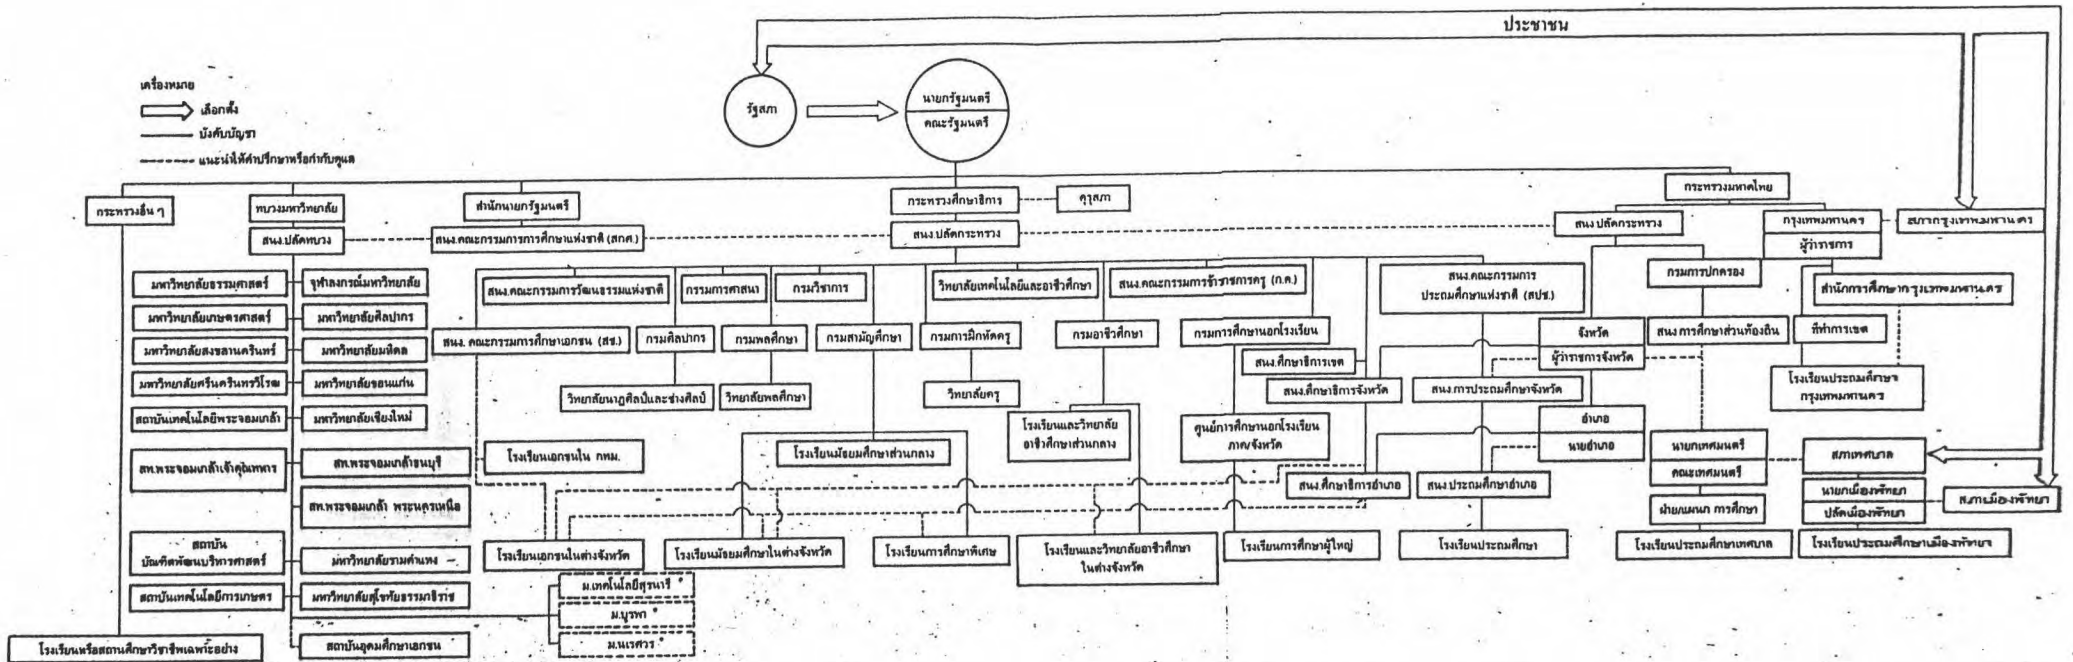 ประชาชน
เครื่องหมาย
เลือกตั้ง
บังคับบัญชา
แนะนำให้คำปรึกษาหรือกำกับดูแล
รัฐสภา
นายกรัฐมนตรี
คณะรัฐมนตรี
กระทรวงอื่น ๆ
ทบวงมหาวิทยาลัย
สำนักนายกรัฐมนตรี
กระทรวงศึกษาธิการ
คุรุสภา
กระทรวงมหาดไทย
สนง.ปลัดทบวง
สนง.คณะกรรมการการศึกษาแห่งชาติ (สกศ.)
สนง.ปลัดกระทรวง
สนง.ปลัดกระทรวง
กรุงเทพมหานคร
ผู้ว่าราชการ
สภากรุงเทพมหานคร
มหาวิทยาลัยธรรมศาสตร์
จุฬาลงกรณ์มหาวิทยาลัย
สนง.คณะกรรมการวัฒนธรรมแห่งชาติ
กรมการศาสนา
กรมวิชาการ
วิทยาลัยเทคโนโลยีและอาชีวศึกษา
สนง.คณะกรรมการข้าราชการครู (ก.ค.)
สนง.คณะกรรมการ
ประถมศึกษาแห่งชาติ (สปช.)
กรมการปกครอง
สำนักการศึกษากรุงเทพมหานคร
มหาวิทยาลัยเกษตรศาสตร์
มหาวิทยาลัยศิลปากร
สนง. คณะกรรมการศึกษาเอกชน (สช.)
กรมศิลปากร
กรมพลศึกษา
กรมสามัญศึกษา
กรมการฝึกหัดครู
กรมอาชีวศึกษา
กรมการศึกษานอกโรงเรียน
จังหวัด
ผู้ว่าราชการจังหวัด
สนง การศึกษาส่วนท้องถิ่น
ที่ทำการเขต
มหาวิทยาลัยสงขลานครินทร์
มหาวิทยาลัยมหิดล
สนง.ศึกษาธิการเขต
สนง.ศึกษาธิการจังหวัด
สนง.การประถมศึกษาจังหวัด
โรงเรียนประถมศึกษา
กรุงเทพมหานคร
มหาวิทยาลัยศรีนครินทรวิโรฒ
มหาวิทยาลัยขอนแก่น
วิทยาลัยนาฏศิลป์และช่างศิลป์
วิทยาลัยพลศึกษา
วิทยาลัยครู
สถาบันเทคโนโลยีพระจอมเกล้า
มหาวิทยาลัยเชียงใหม่
โรงเรียนและวิทยาลัย
อาชีวศึกษาส่วนกลาง
ศูนย์การศึกษานอกโรงเรียน
ภาค/จังหวัด
อำเภอ
นายอำเภอ
นายกเทศมนตรี
คณะเทศมนตรี
สภาเทศบาล
สท.พระจอมเกล้าเจ้าคุณทหาร
สท.พระจอมเกล้าธนบุรี
โรงเรียนเอกชนใน กทม.
โรงเรียนมัธยมศึกษาส่วนกลาง
สนง.ศึกษาธิการอำเภอ
สนง.ประถมศึกษาอำเภอ
นายกเมืองพัทยา
ปลัดเมืองพัทยา
สภาเมืองพัทยา
สท.พระจอมเกล้า พระนครเหนือ
ฝ่าย/แผนก การศึกษา
สถาบัน
บัณฑิตพัฒนบริหารศาสตร์
มหาวิทยาลัยรามคำแหง
โรงเรียนเอกชนในต่างจังหวัด
โรงเรียนมัธยมศึกษาในต่างจังหวัด
โรงเรียนการศึกษาพิเศษ
โรงเรียนและวิทยาลัยอาชีวศึกษา
ในต่างจังหวัด
โรงเรียนการศึกษาผู้ใหญ่
โรงเรียนประถมศึกษา
โรงเรียนประถมศึกษาเทศบาล
โรงเรียนประถมศึกษาเมืองพัทยา
สถาบันเทคโนโลยีการเกษตร
มหาวิทยาลัยสุโขทัยธรรมาธิราช
ม.เทคโนโลยีสุรนารี *
ม.บูรพา *
ม.นเรศวร *
โรงเรียนหรือสถานศึกษาวิชาชีพเฉพาะอย่าง
สถาบันอุดมศึกษาเอกชน